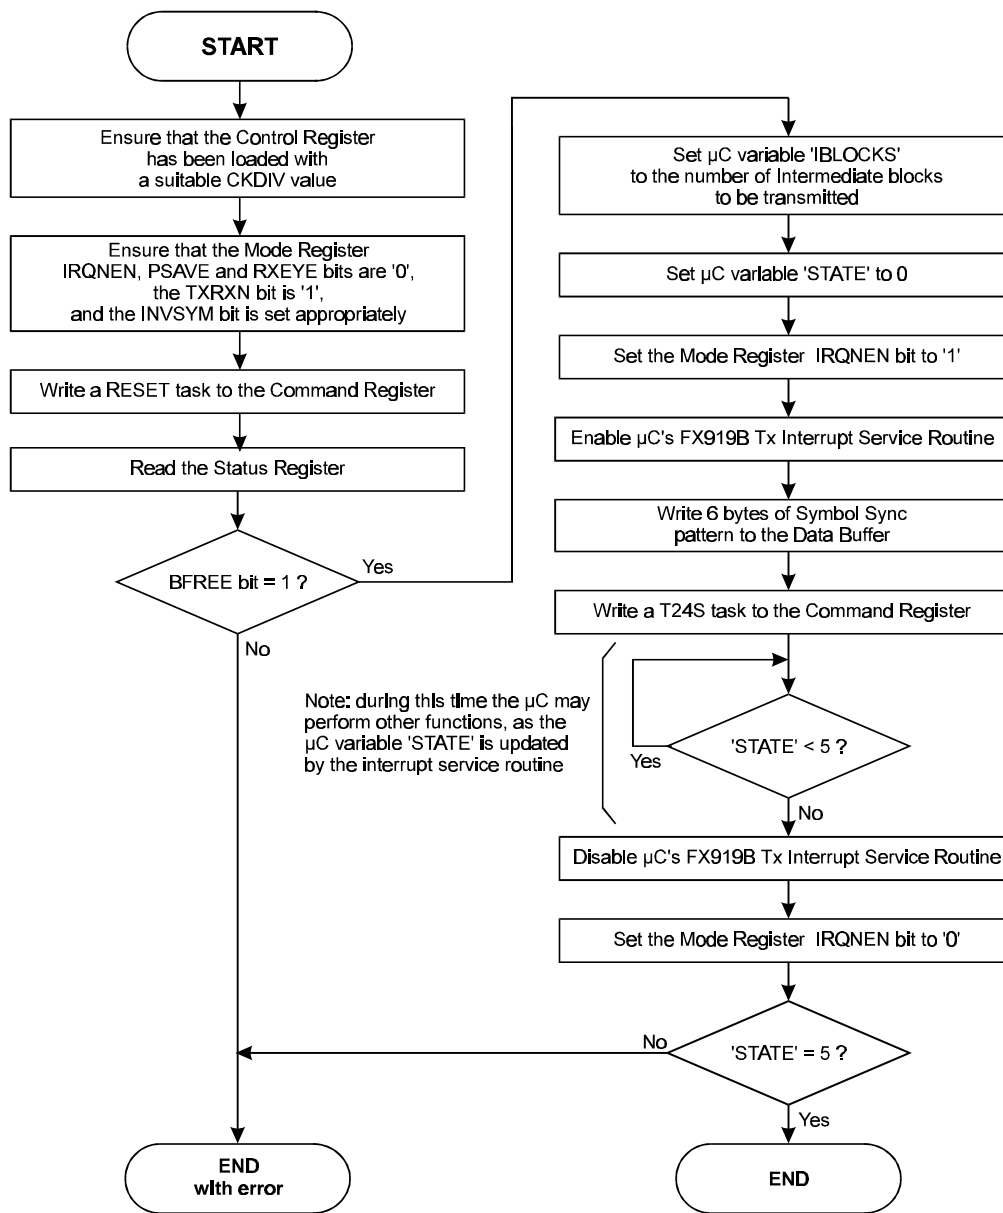 START
Ensure that the Control Register
has been loaded with
a suitable CKDIV value
Ensure that the Mode Register
IRQNEN, PSAVE and RXEYE bits are '0',
the TXRXN bit is '1',
and the INVSYM bit is set appropriately
Write a RESET task to the Command Register
Read the Status Register
BFREE bit = 1 ?
Yes
No
Set µC variable 'IBLOCKS'
to the number of Intermediate blocks
to be transmitted
Set µC variable 'STATE' to 0
Set the Mode Register IRQNEN bit to '1'
Enable µC's FX919B Tx Interrupt Service Routine
Write 6 bytes of Symbol Sync
pattern to the Data Buffer
Write a T24S task to the Command Register
Note: during this time the µC may
perform other functions, as the
µC variable 'STATE' is updated
by the interrupt service routine
'STATE' < 5 ?
Yes
No
Disable µC's FX919B Tx Interrupt Service Routine
Set the Mode Register IRQNEN bit to '0'
'STATE' = 5 ?
No
Yes
END
with error
END